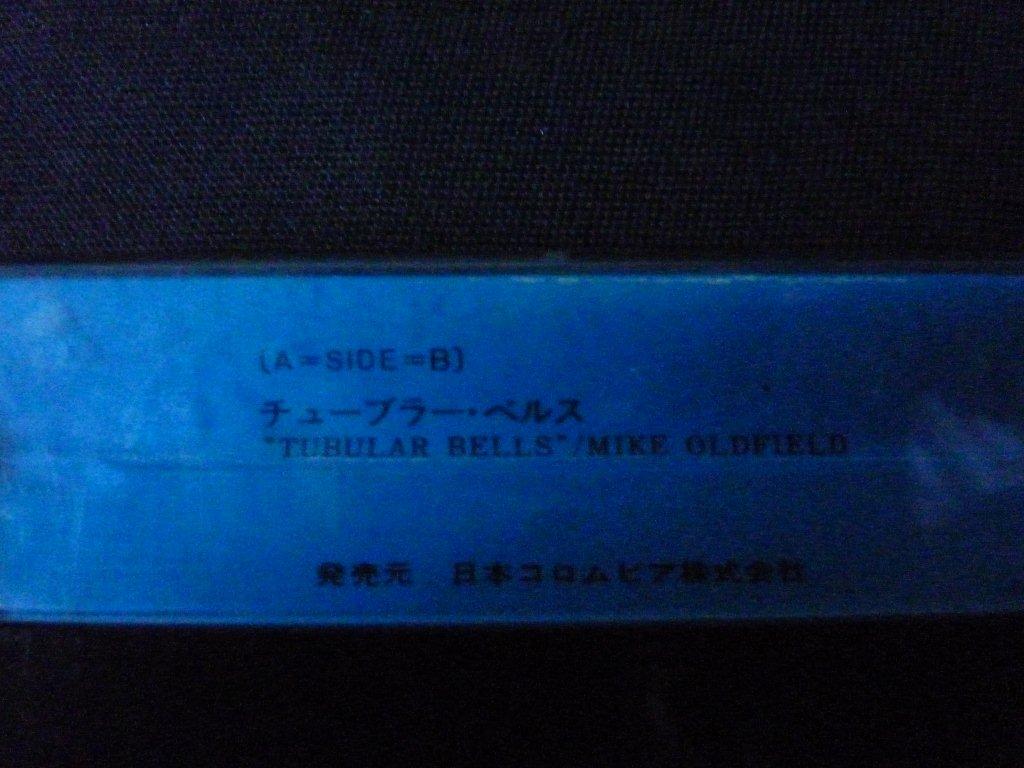 (A=SIDE=B)
チューブラー・ベルス
"TUBULAR BELLS"/MIKE OLDFIELD
発売元 日本コロムビア株式会社